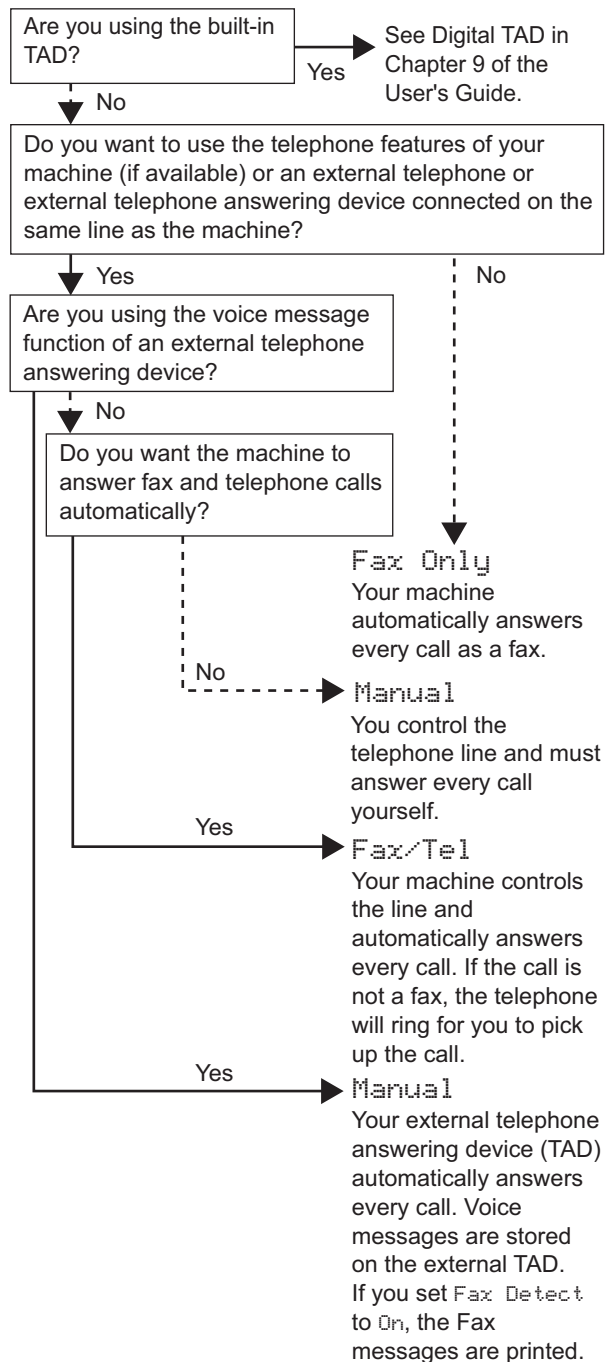 Are you using the built-in
TAD?
Yes
See Digital TAD in
Chapter 9 of the
User's Guide.
No
Do you want to use the telephone features of your
machine (if available) or an external telephone or
external telephone answering device connected on the
same line as the machine?
Yes
No
Are you using the voice message
function of an external telephone
answering device?
No
Do you want the machine to
answer fax and telephone calls
automatically?
Fax Only
Your machine
automatically answers
every call as a fax.
No
Manual
You control the
telephone line and must
answer every call
yourself.
Yes
Fax/Tel
Your machine controls
the line and
automatically answers
every call. If the call is
not a fax, the telephone
will ring for you to pick
up the call.
Yes
Manual
Your external telephone
answering device (TAD)
automatically answers
every call. Voice
messages are stored
on the external TAD.
If you set Fax Detect
to On, the Fax
messages are printed.